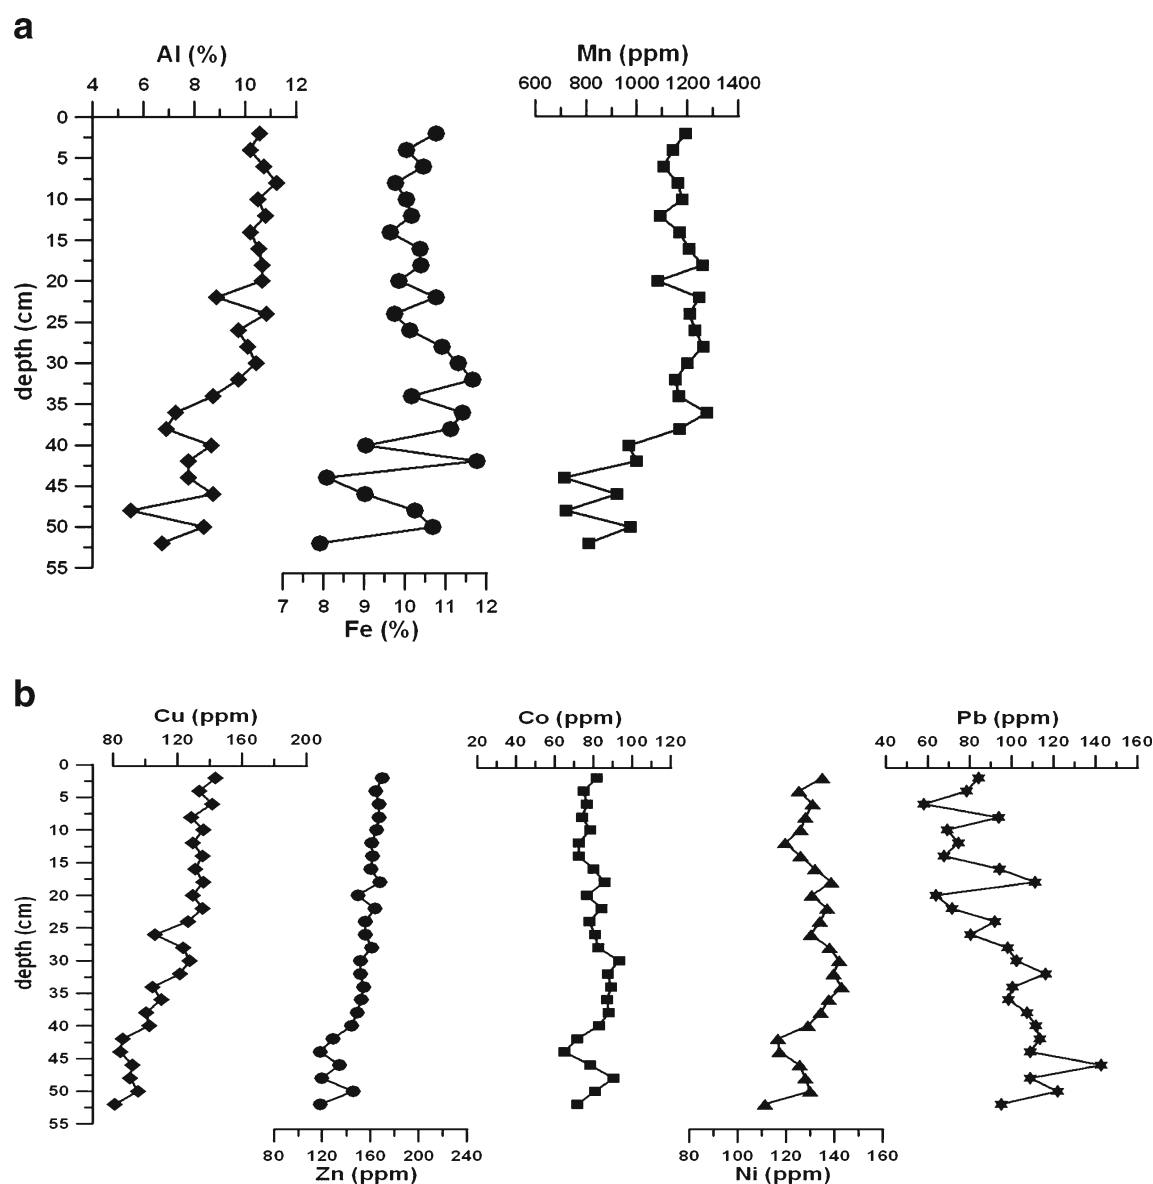 a
Al (%)
Mn (ppm)
4 6 8 10 12
600 800 1000 1200 1400
0
5
10
15
20
25
30
35
40
45
50
55
depth (cm)
7 8 9 10 11 12
Fe (%)
b
Cu (ppm)
Co (ppm)
Pb (ppm)
80 120 160 200
20 40 60 80 100 120
40 60 80 100 120 140 160
0
5
10
15
20
25
30
35
40
45
50
55
depth (cm)
80 120 160 200 240
80 100 120 140 160
Zn (ppm)
Ni (ppm)